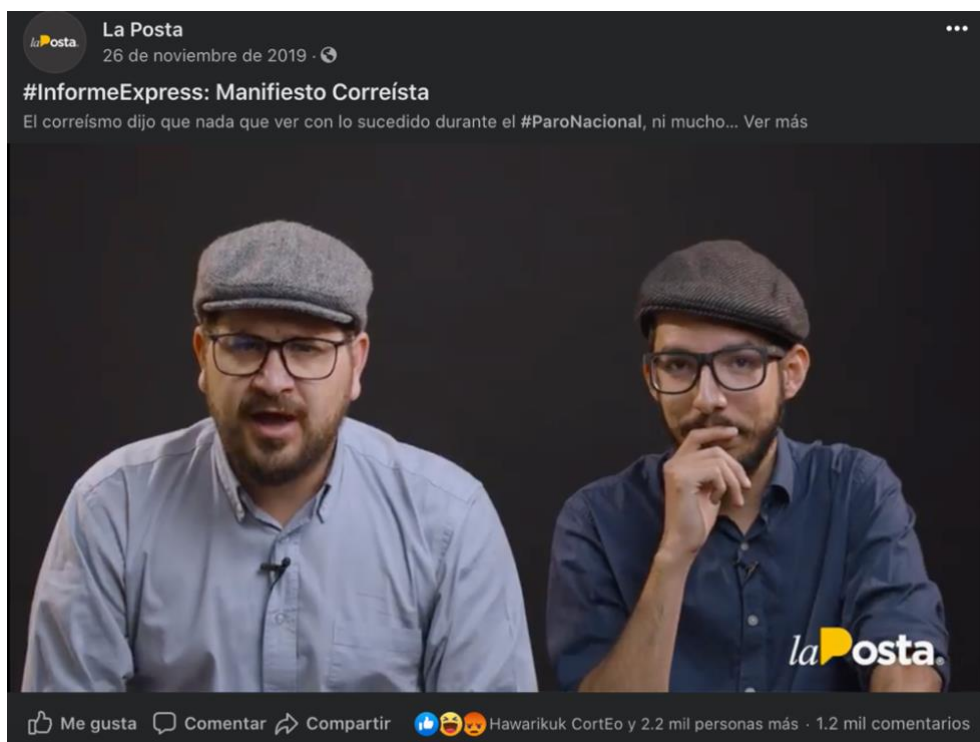 laPosta.
La Posta
26 de noviembre de 2019 ·
#InformeExpress: Manifiesto Correísta
El correísmo dijo que nada que ver con lo sucedido durante el #ParoNacional, ni mucho... Ver más
laPosta.
Me gusta Comentar Compartir Hawarikuk CortEo y 2.2 mil personas más · 1.2 mil comentarios